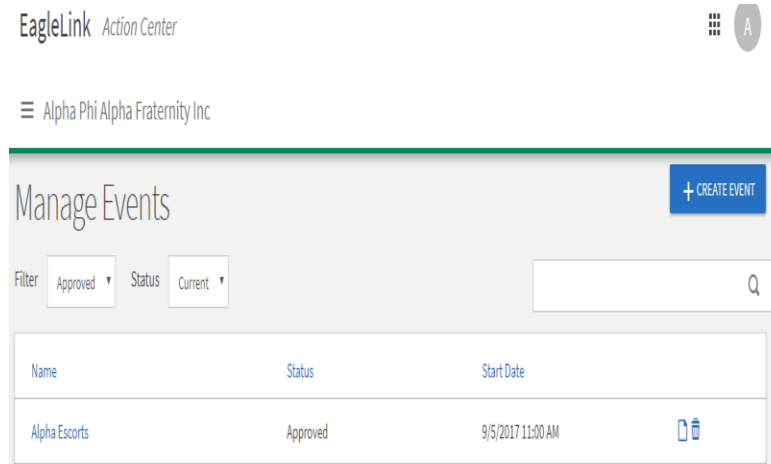 EagleLink Action Center
A
Alpha Phi Alpha Fraternity Inc
Manage Events
+ CREATE EVENT
Filter Approved Status Current
Name Status Start Date
Alpha Escorts Approved 9/5/2017 11:00 AM